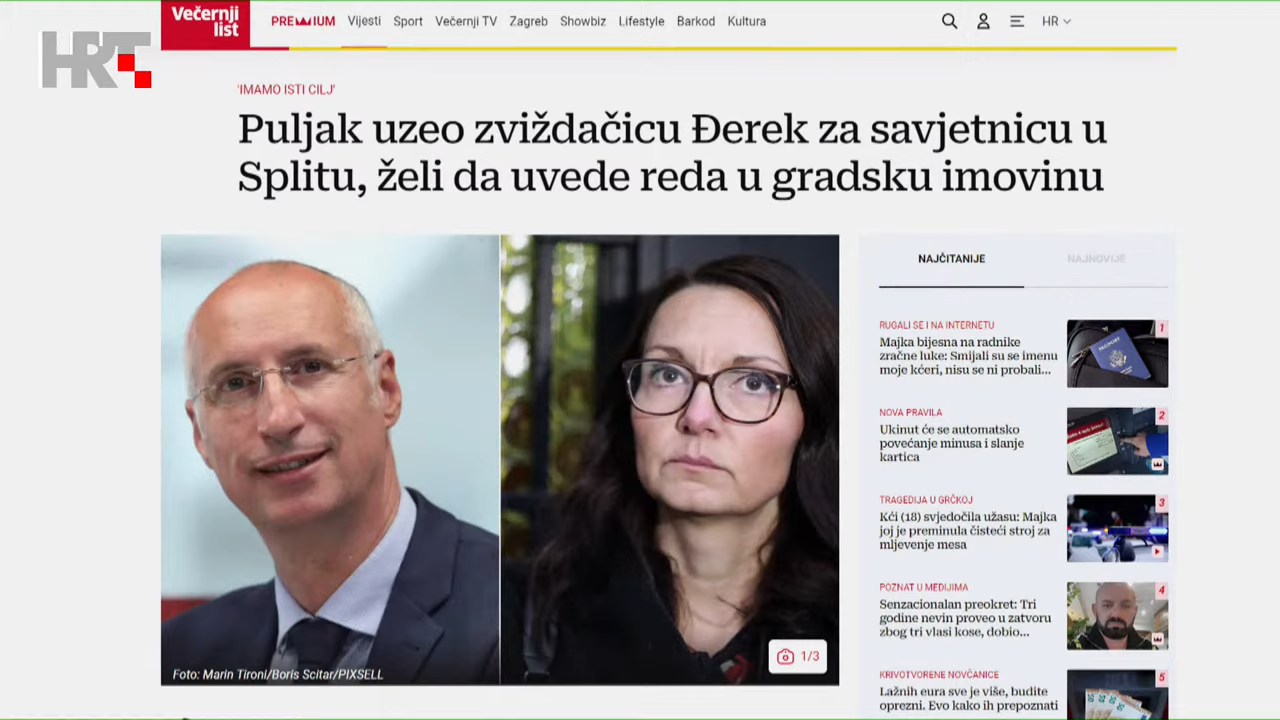 Večernji
list
PREMIUM Vijesti Sport Večernji TV Zagreb Showbiz Lifestyle Barkod Kultura
HR
HRT
'IMAMO ISTI CILJ'
Puljak uzeo zviždačicu Đerek za savjetnicu u
Splitu, želi da uvede reda u gradsku imovinu
Foto: Marin Tironi/Boris Scitar/PIXSELL
1/3
NAJČITANIJE
NAJNOVIJE
RUGALI SE I NA INTERNETU
Majka bijesna na radnike
zračne luke: Smijali su se imenu
moje kćeri, nisu se ni probali...
PASSPORT
1
NOVA PRAVILA
Ukinut će se automatsko
povećanje minusa i slanje
kartica
2
TRAGEDIJA U GRČKOJ
Kći (18) svjedočila užasu: Majka
joj je preminula čisteći stroj za
mljevenje mesa
3
POZNAT U MEDIJIMA
Senzacionalan preokret: Tri
godine nevin proveo u zatvoru
zbog tri vlasi kose, dobio...
4
KRIVOTVORENE NOVČANICE
Lažnih eura sve je više, budite
oprezni. Evo kako ih prepoznati
5